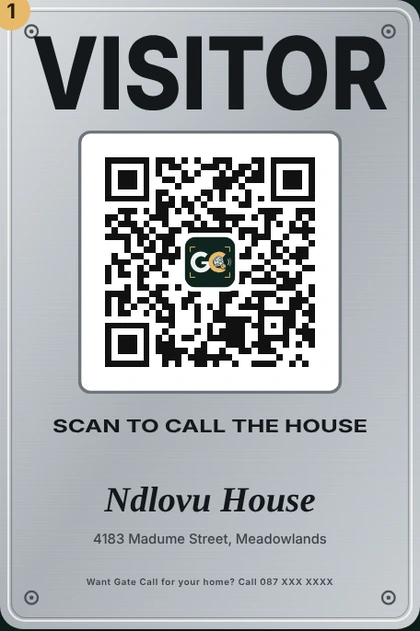 1
VISITOR
GC
SCAN TO CALL THE HOUSE
Ndlovu House
4183 Madume Street, Meadowlands
Want Gate Call for your home? Call 087 XXX XXXX